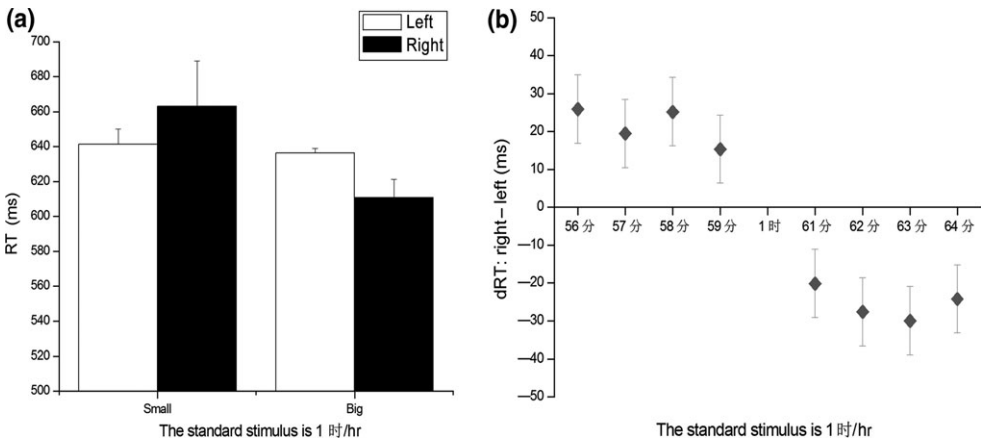 (a)
Left
Right
700
680
660
640
620
600
580
560
540
520
500
RT (ms)
Small
Big
The standard stimulus is 1 时/hr
(b)
50
40
30
20
10
0
—10
—20
—30
—40
—50
dRT: right– left (ms)
56 分
57 分
58 分
59 分
1 时
61 分
62 分
63 分
64 分
The standard stimulus is 1 时/hr